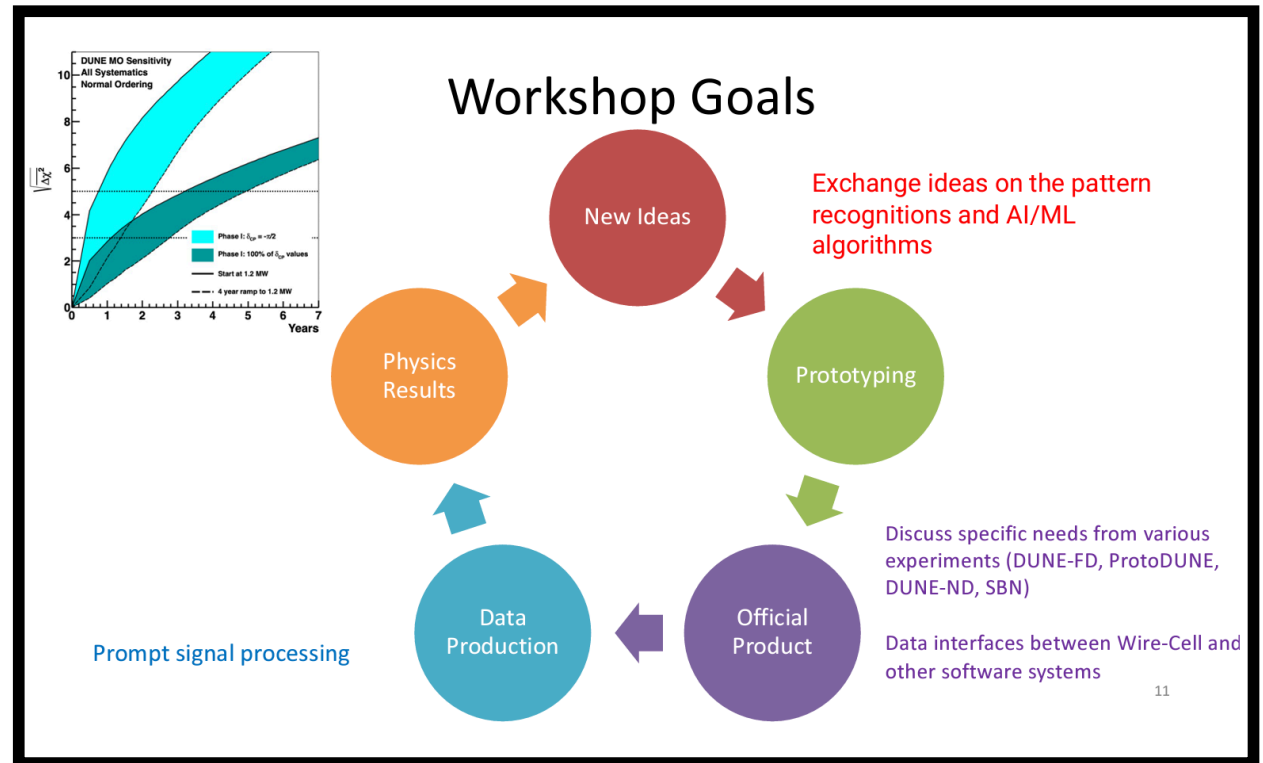 Workshop Goals
DUNE MO Sensitivity
All Systematics
Normal Ordering
10
8
6
4
2
0
√Δχ²
0 1 2 3 4 5 6 7
Years
Phase I: δCP = -π/2
Phase I: 100% of δCP values
Start at 1.2 MW
4 year ramp to 1.2 MW
New Ideas
Exchange ideas on the pattern
recognitions and AI/ML
algorithms
Prototyping
Official
Product
Discuss specific needs from various
experiments (DUNE-FD, ProtoDUNE,
DUNE-ND, SBN)
Data interfaces between Wire-Cell and
other software systems
Data
Production
Prompt signal processing
Physics
Results
11